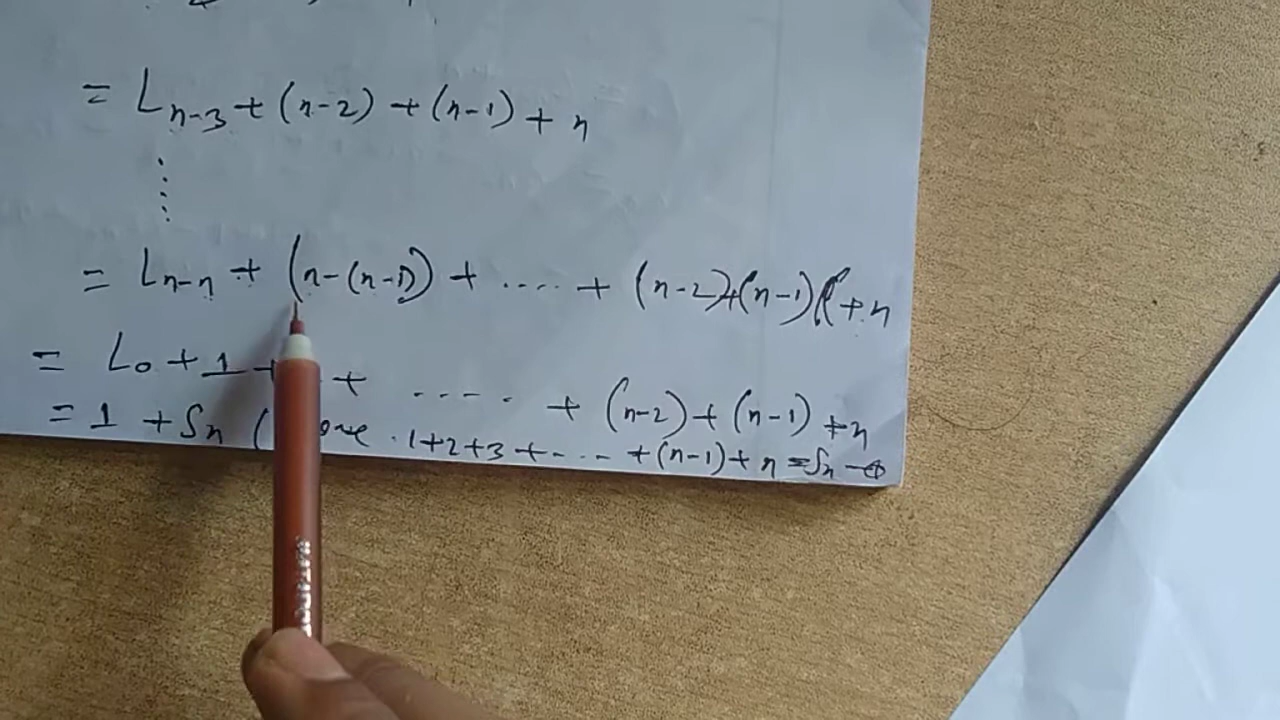 = L_{n-3} + (n-2) + (n-1) + n
⋮
= L_{n-n} + (n-(n-1)) + .... + (n-2)+(n-1) + n
= L_0 + 1 + + ..... + (n-2) + (n-1) + n
= 1 + S_n ( 1+2+3+ .... + (n-1) + n = S_n